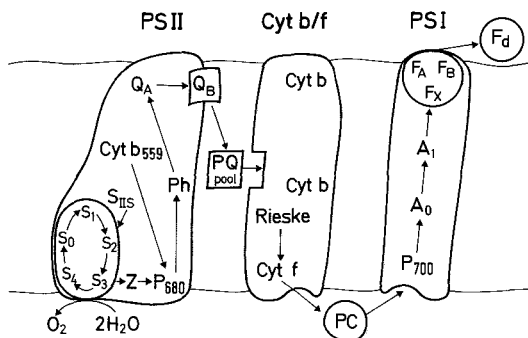 PSII
Cyt b/f
PSI
Fd
QA
QB
Cyt b
FA
FB
FX
Cyt b559
PQ
pool
A1
Ph
Cyt b
SIIS
S1
S0
S2
S4
S3
Rieske
A0
Z
P680
Cyt f
P700
PC
O2
2H2O